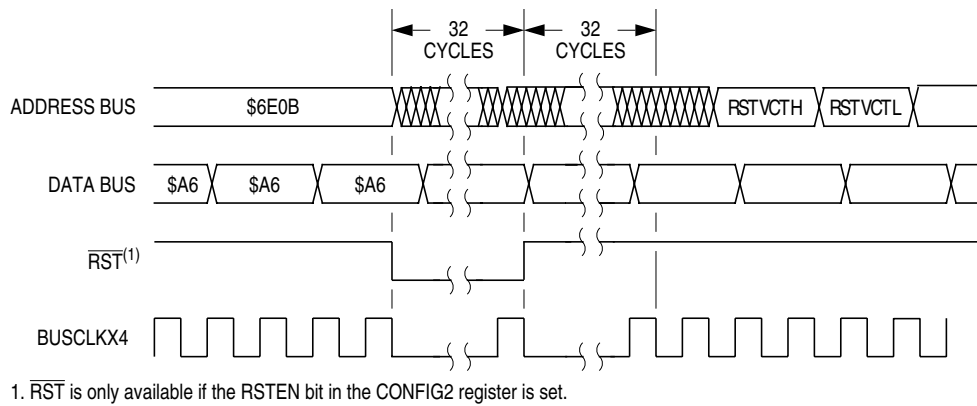 32
CYCLES
32
CYCLES
ADDRESS BUS
$6E0B
RSTVCTH
RSTVCTL
DATA BUS
$A6
$A6
$A6
RST(1)
BUSCLKX4
1. RST is only available if the RSTEN bit in the CONFIG2 register is set.